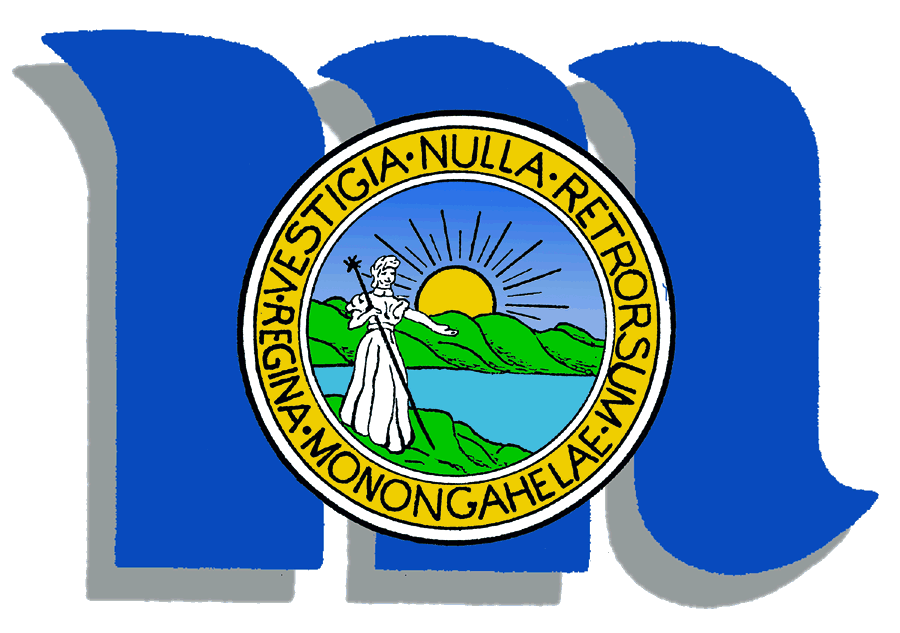 m
VESTIGIA·NULLA·RETRORSUM·
REGINA·MONONGAHELAE·